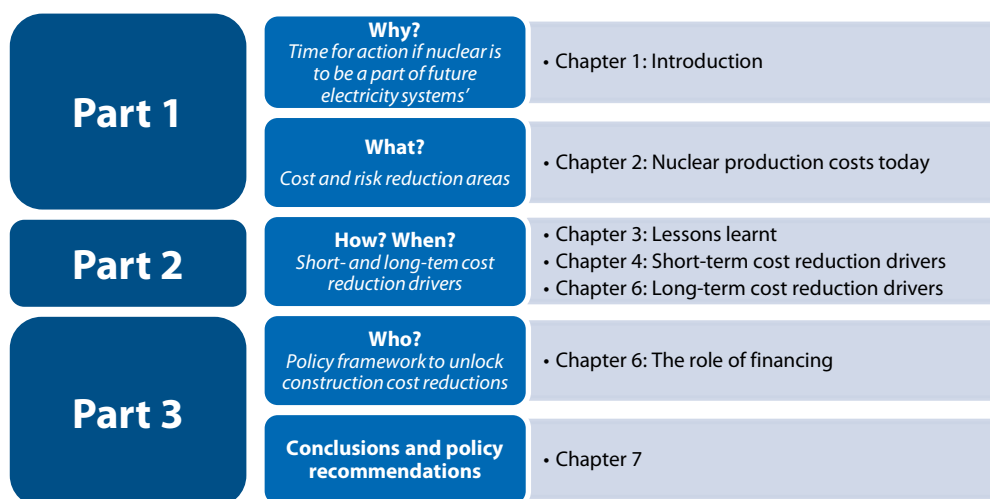 Part 1
Why?
Time for action if nuclear is
to be a part of future
electricity systems’
• Chapter 1: Introduction
What?
Cost and risk reduction areas
• Chapter 2: Nuclear production costs today
Part 2
How? When?
Short- and long-tem cost
reduction drivers
• Chapter 3: Lessons learnt
• Chapter 4: Short-term cost reduction drivers
• Chapter 6: Long-term cost reduction drivers
Part 3
Who?
Policy framework to unlock
construction cost reductions
• Chapter 6: The role of financing
Conclusions and policy
recommendations
• Chapter 7